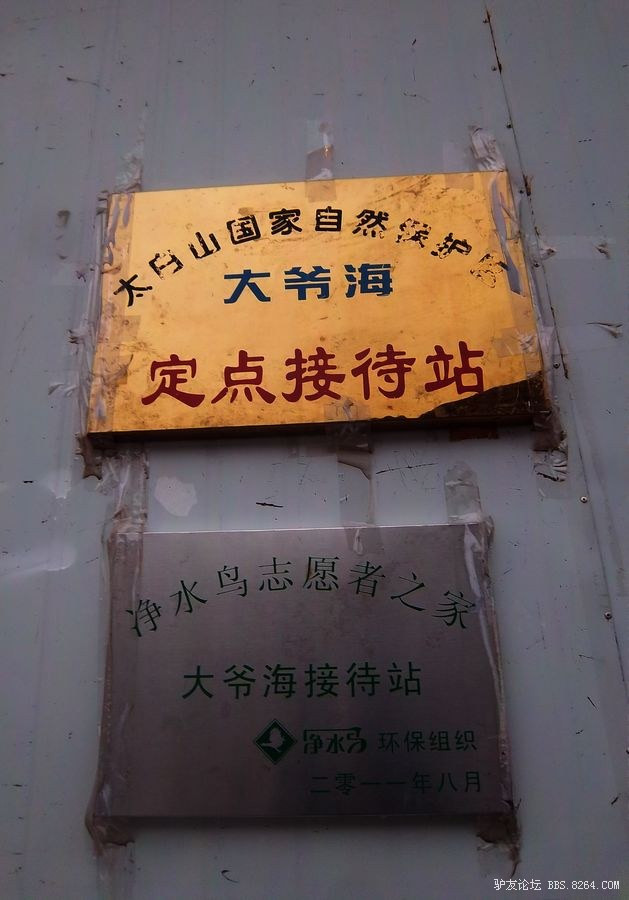 太白山国家自然保护区
大爷海
定点接待站
净水鸟志愿者之家
大爷海接待站
净水鸟 环保组织
二零一一年八月
驴友论坛 BBS.8264.COM